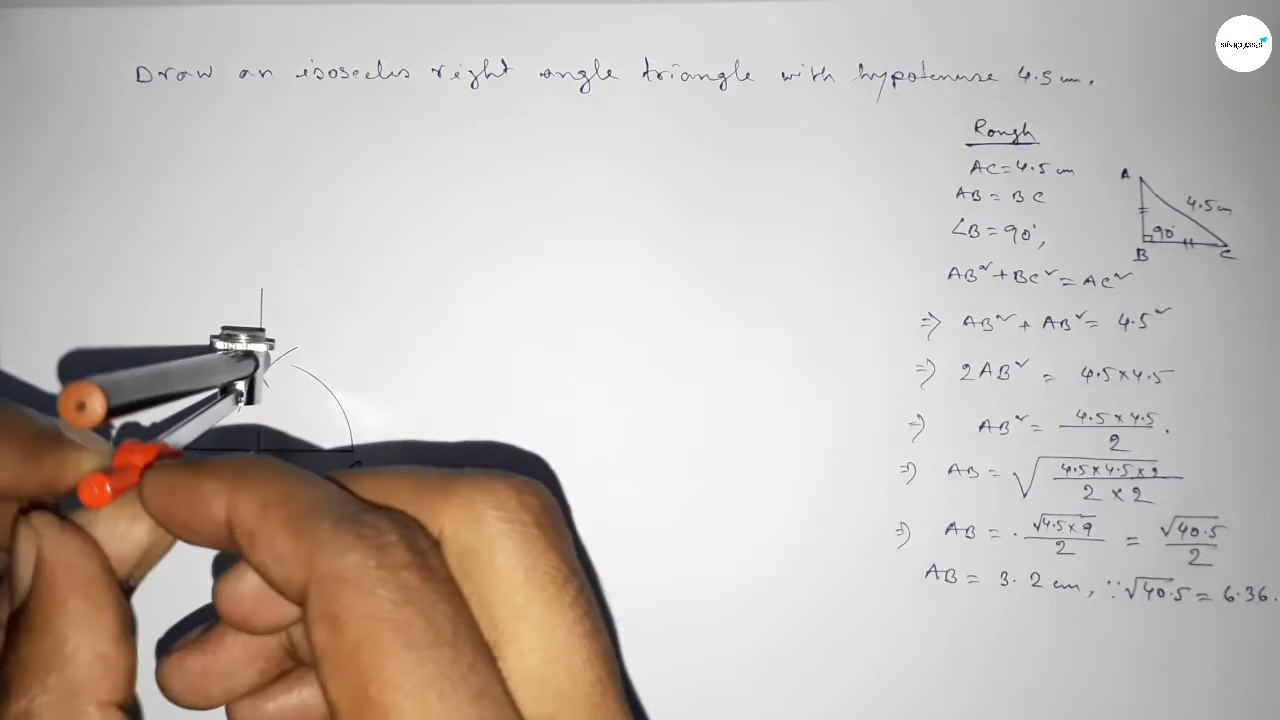 Draw an isosceles right angle triangle with hypotenuse 4.5 cm.
Rough
AC=4.5 cm
AB = BC
∠B = 90°,
A
4.5 cm
90°
B
C
AB²+BC²=AC²
=) AB²+AB²= 4.5²
=) 2AB² = 4.5×4.5
=) AB² = 4.5×4.5/2.
=) AB = √(4.5×4.5×2/2×2)
=) AB = √4.5×9/2 = √40.5/2
AB = 3.2 cm, ∵√40.5 = 6.36.